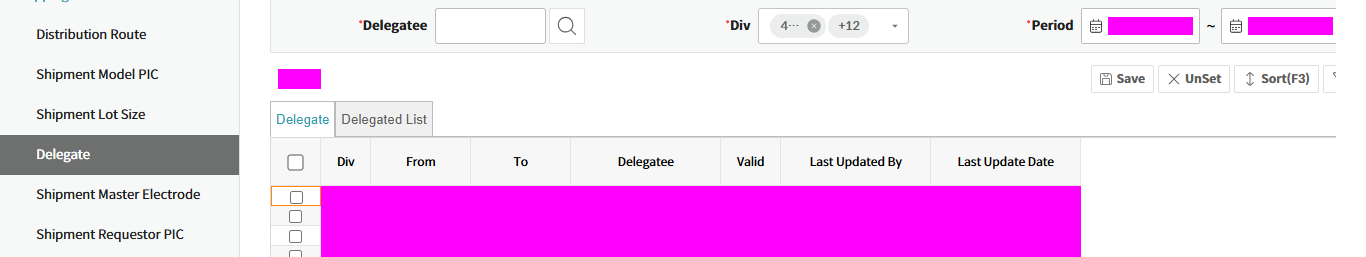 *Delegatee
*Div
4···
+12
*Period
~
Distribution Route
Shipment Model PIC
Shipment Lot Size
Delegate
Shipment Master Electrode
Shipment Requestor PIC
Save
UnSet
Sort(F3)
Delegate
Delegated List
Div From To Delegatee Valid Last Updated By Last Update Date